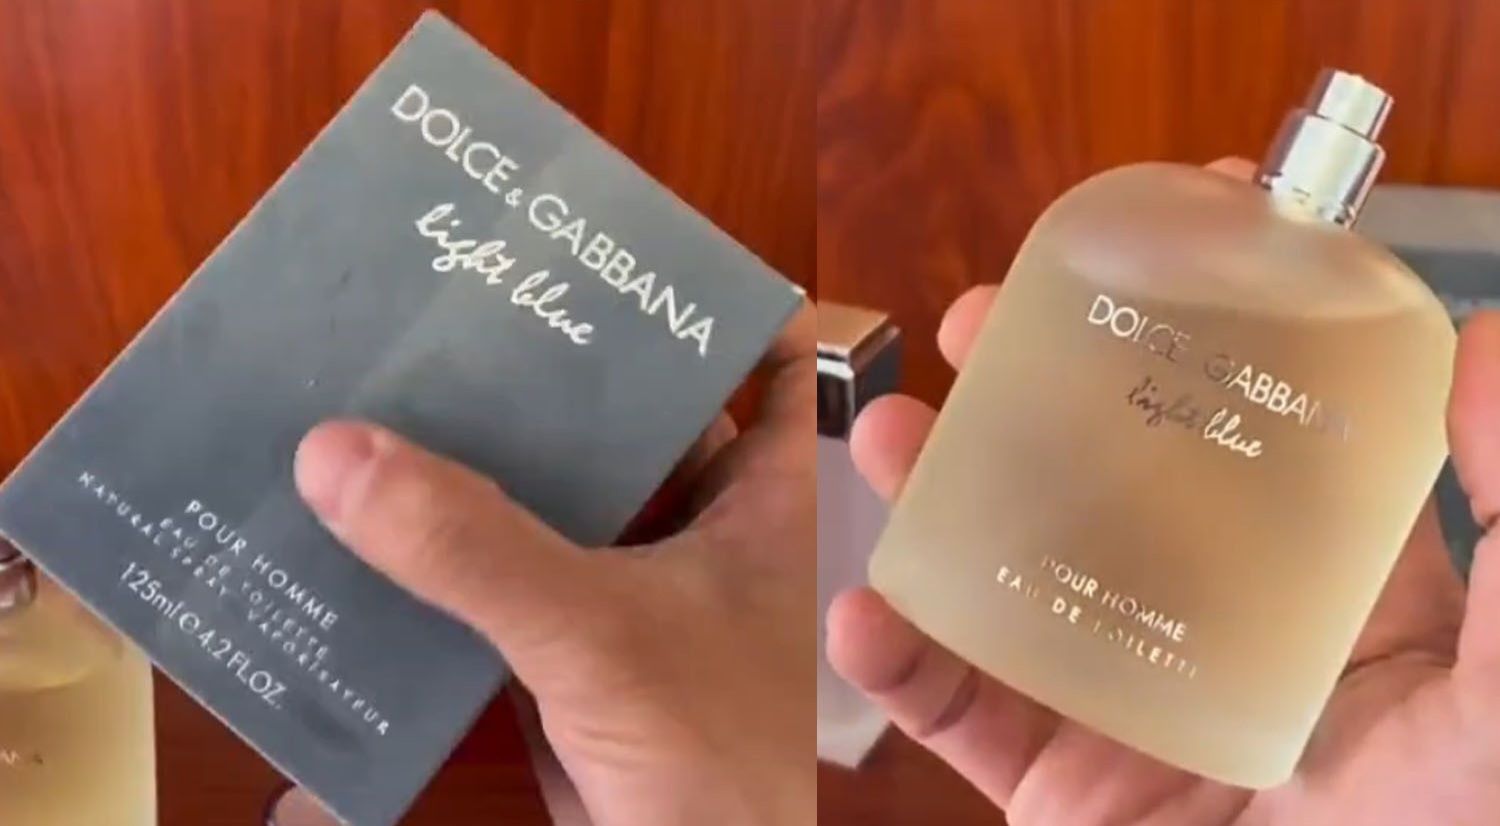 DOLCE & GABBANA
light blue
POUR HOMME
EAU DE TOILETTE
NATURAL SPRAY VAPORISATEUR
125ml ℮ 4.2 FL.OZ.
DOLCE GABBANA
light blue
POUR HOMME
EAU DE TOILETTE